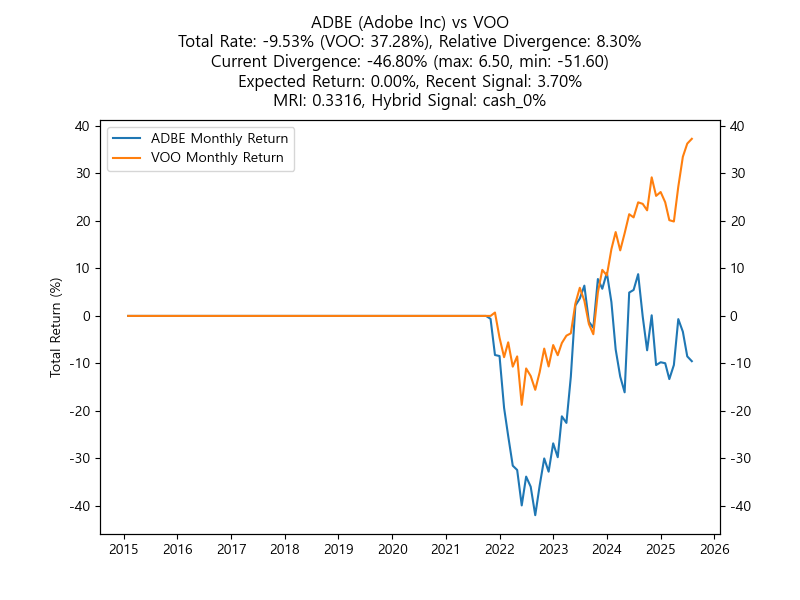 ADBE (Adobe Inc) vs VOO
Total Rate: -9.53% (VOO: 37.28%), Relative Divergence: 8.30%
Current Divergence: -46.80% (max: 6.50, min: -51.60)
Expected Return: 0.00%, Recent Signal: 3.70%
MRI: 0.3316, Hybrid Signal: cash_0%
ADBE Monthly Return
VOO Monthly Return
Total Return (%)
40
30
20
10
0
-10
-20
-30
-40
40
30
20
10
0
-10
-20
-30
-40
2015 2016 2017 2018 2019 2020 2021 2022 2023 2024 2025 2026